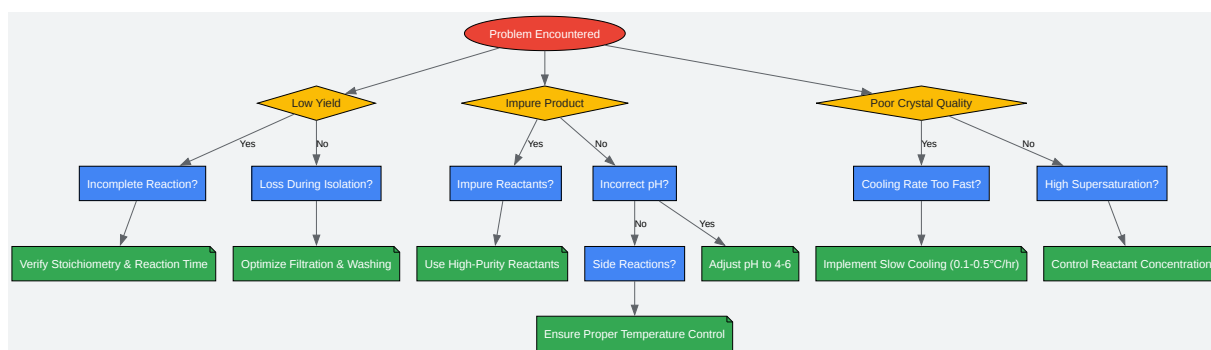 Problem Encountered
Low Yield
Impure Product
Poor Crystal Quality
Yes
No
Yes
No
Yes
No
Incomplete Reaction?
Loss During Isolation?
Impure Reactants?
Incorrect pH?
Cooling Rate Too Fast?
High Supersaturation?
No
Yes
Verify Stoichiometry & Reaction Time
Optimize Filtration & Washing
Use High-Purity Reactants
Side Reactions?
Adjust pH to 4-6
Implement Slow Cooling (0.1-0.5°C/hr)
Control Reactant Concentration
Ensure Proper Temperature Control